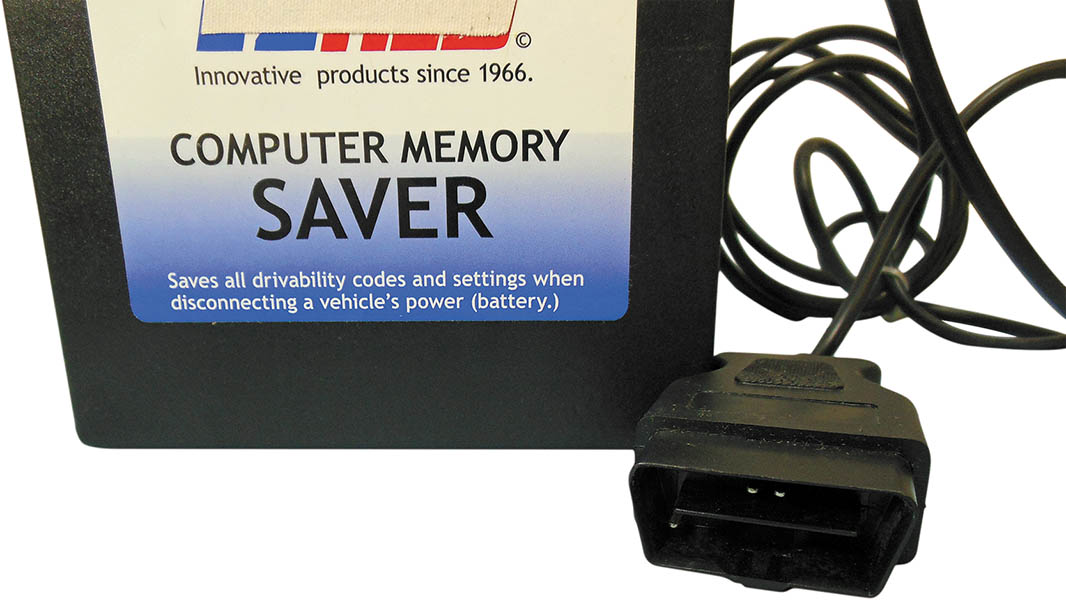 ©
Innovative products since 1966.
COMPUTER MEMORY
SAVER
Saves all drivability codes and settings when
disconnecting a vehicle's power (battery.)